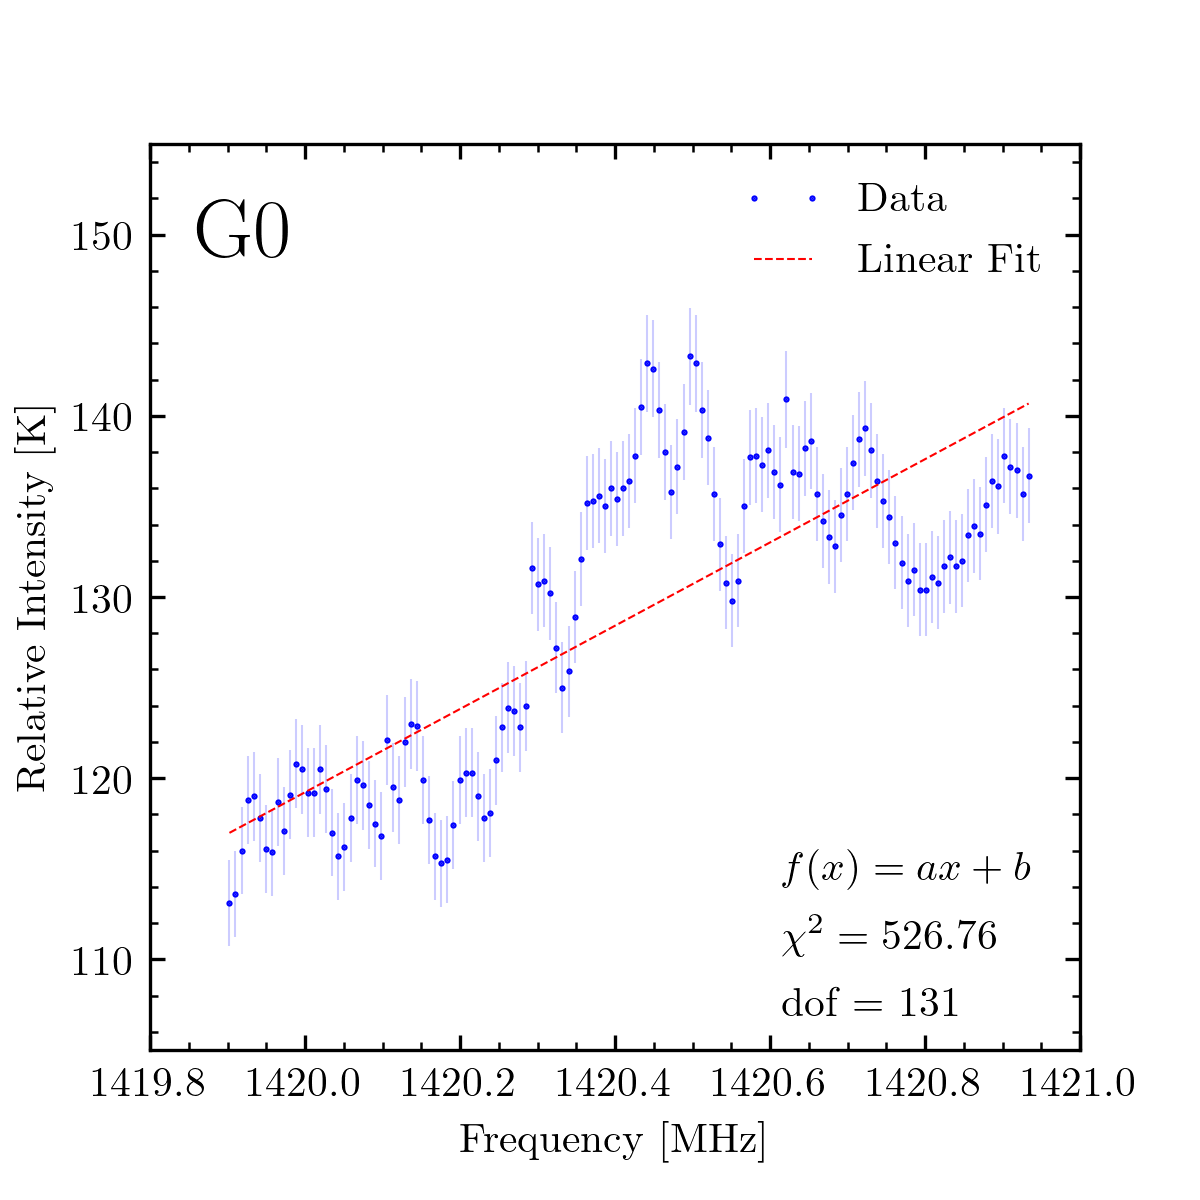 G0
Data
Linear Fit
150
140
130
120
110
Relative Intensity [K]
f(x) = ax + b
χ² = 526.76
dof = 131
1419.8 1420.0 1420.2 1420.4 1420.6 1420.8 1421.0
Frequency [MHz]